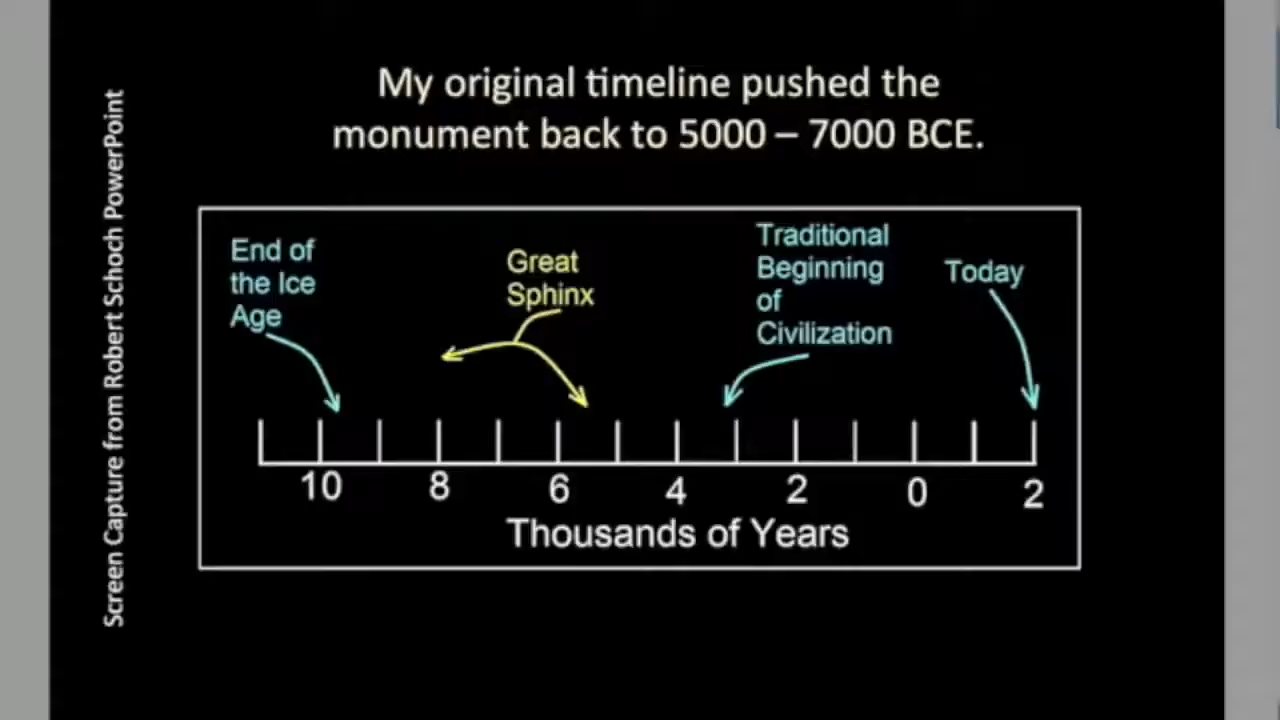 My original timeline pushed the
monument back to 5000 – 7000 BCE.
Screen Capture from Robert Schoch PowerPoint
End of
the Ice
Age
Great
Sphinx
Traditional
Beginning
of
Civilization
Today
10 8 6 4 2 0 2
Thousands of Years